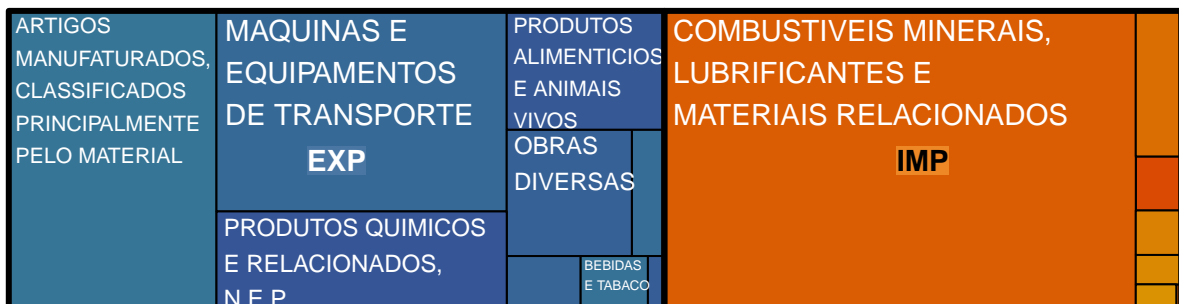 ARTIGOS
MANUFATURADOS,
CLASSIFICADOS
PRINCIPALMENTE
PELO MATERIAL
MAQUINAS E
EQUIPAMENTOS
DE TRANSPORTE
EXP
PRODUTOS QUIMICOS
E RELACIONADOS,
N.E.P.
PRODUTOS
ALIMENTICIOS
E ANIMAIS
VIVOS
OBRAS
DIVERSAS
BEBIDAS
E TABACO
COMBUSTIVEIS MINERAIS,
LUBRIFICANTES E
MATERIAIS RELACIONADOS
IMP